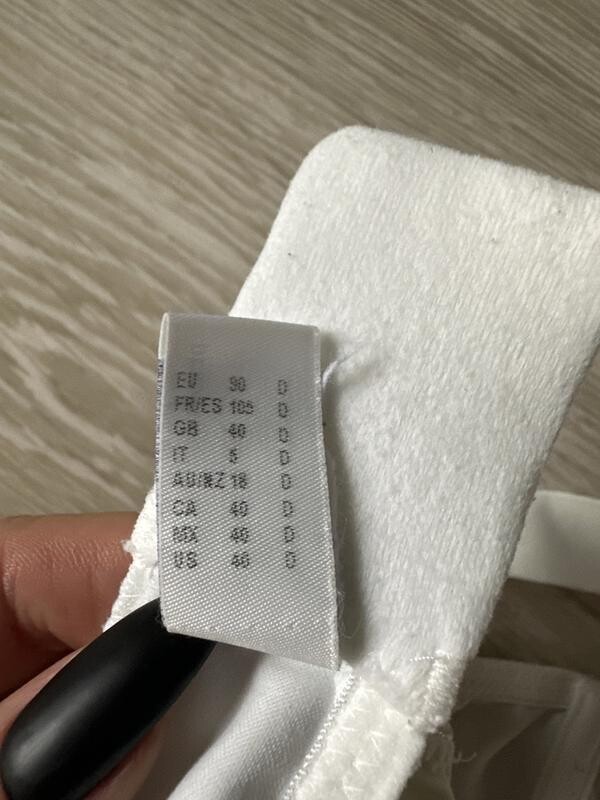 EU 90 D
FR/ES 105 D
GB 40 D
IT 5 D
AU/NZ 18 D
CA 40 D
MX 40 D
US 40 D